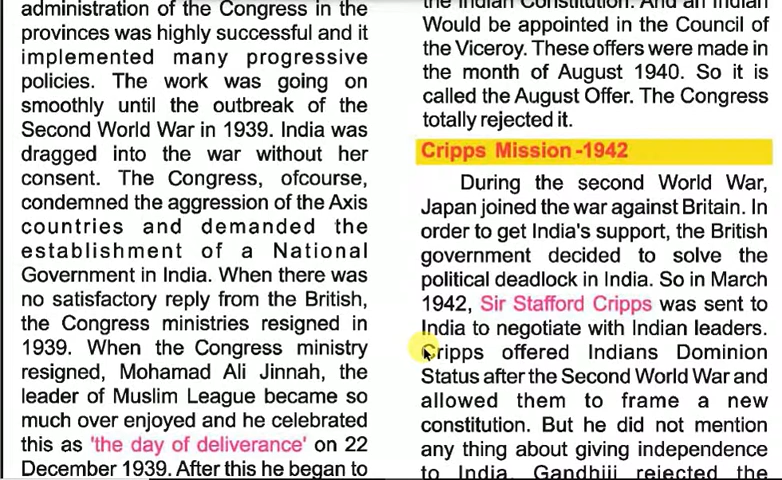 administration of the Congress in the
provinces was highly successful and it
implemented many progressive
policies. The work was going on
smoothly until the outbreak of the
Second World War in 1939. India was
dragged into the war without her
consent. The Congress, ofcourse,
condemned the aggression of the Axis
countries and demanded the
establishment of a National
Government in India. When there was
no satisfactory reply from the British,
the Congress ministries resigned in
1939. When the Congress ministry
resigned, Mohamad Ali Jinnah, the
leader of Muslim League became so
much over enjoyed and he celebrated
this as 'the day of deliverance' on 22
December 1939. After this he began to
the Indian Constitution. And an Indian
Would be appointed in the Council of
the Viceroy. These offers were made in
the month of August 1940. So it is
called the August Offer. The Congress
totally rejected it.
Cripps Mission -1942
During the second World War,
Japan joined the war against Britain. In
order to get India's support, the British
government decided to solve the
political deadlock in India. So in March
1942, Sir Stafford Cripps was sent to
India to negotiate with Indian leaders.
Cripps offered Indians Dominion
Status after the Second World War and
allowed them to frame a new
constitution. But he did not mention
any thing about giving independence
to India. Gandhiji rejected the